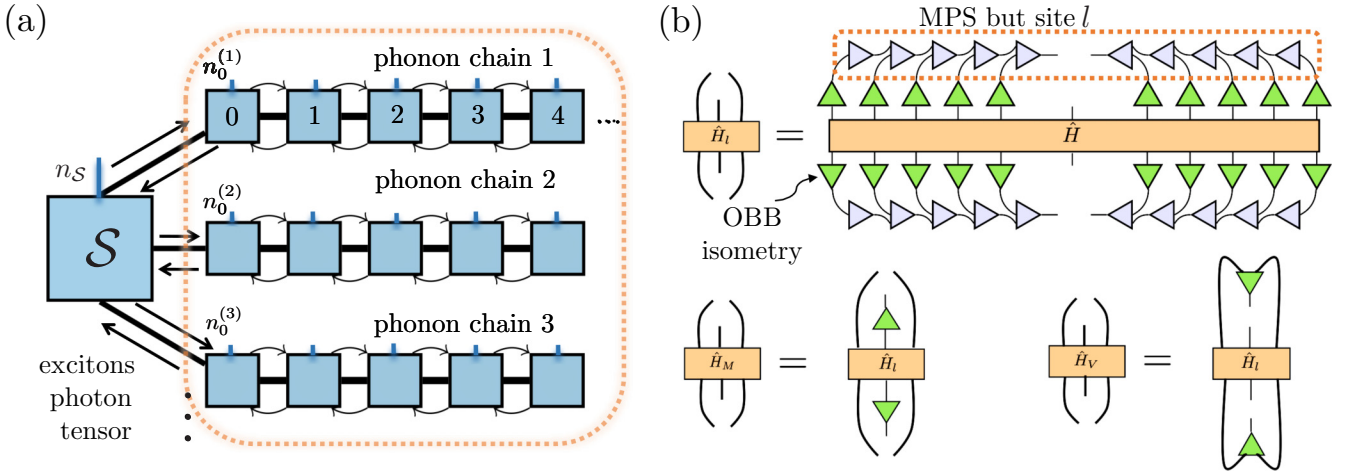 (a)
phonon chain 1
n_0^{(1)}
0 1 2 3 4 ...
n_𝒮
phonon chain 2
n_0^{(2)}
𝒮
phonon chain 3
n_0^{(3)}
excitons
photon
tensor
(b)
MPS but site l
Ĥ_l = Ĥ
OBB
isometry
Ĥ_M = Ĥ_l
Ĥ_V = Ĥ_l